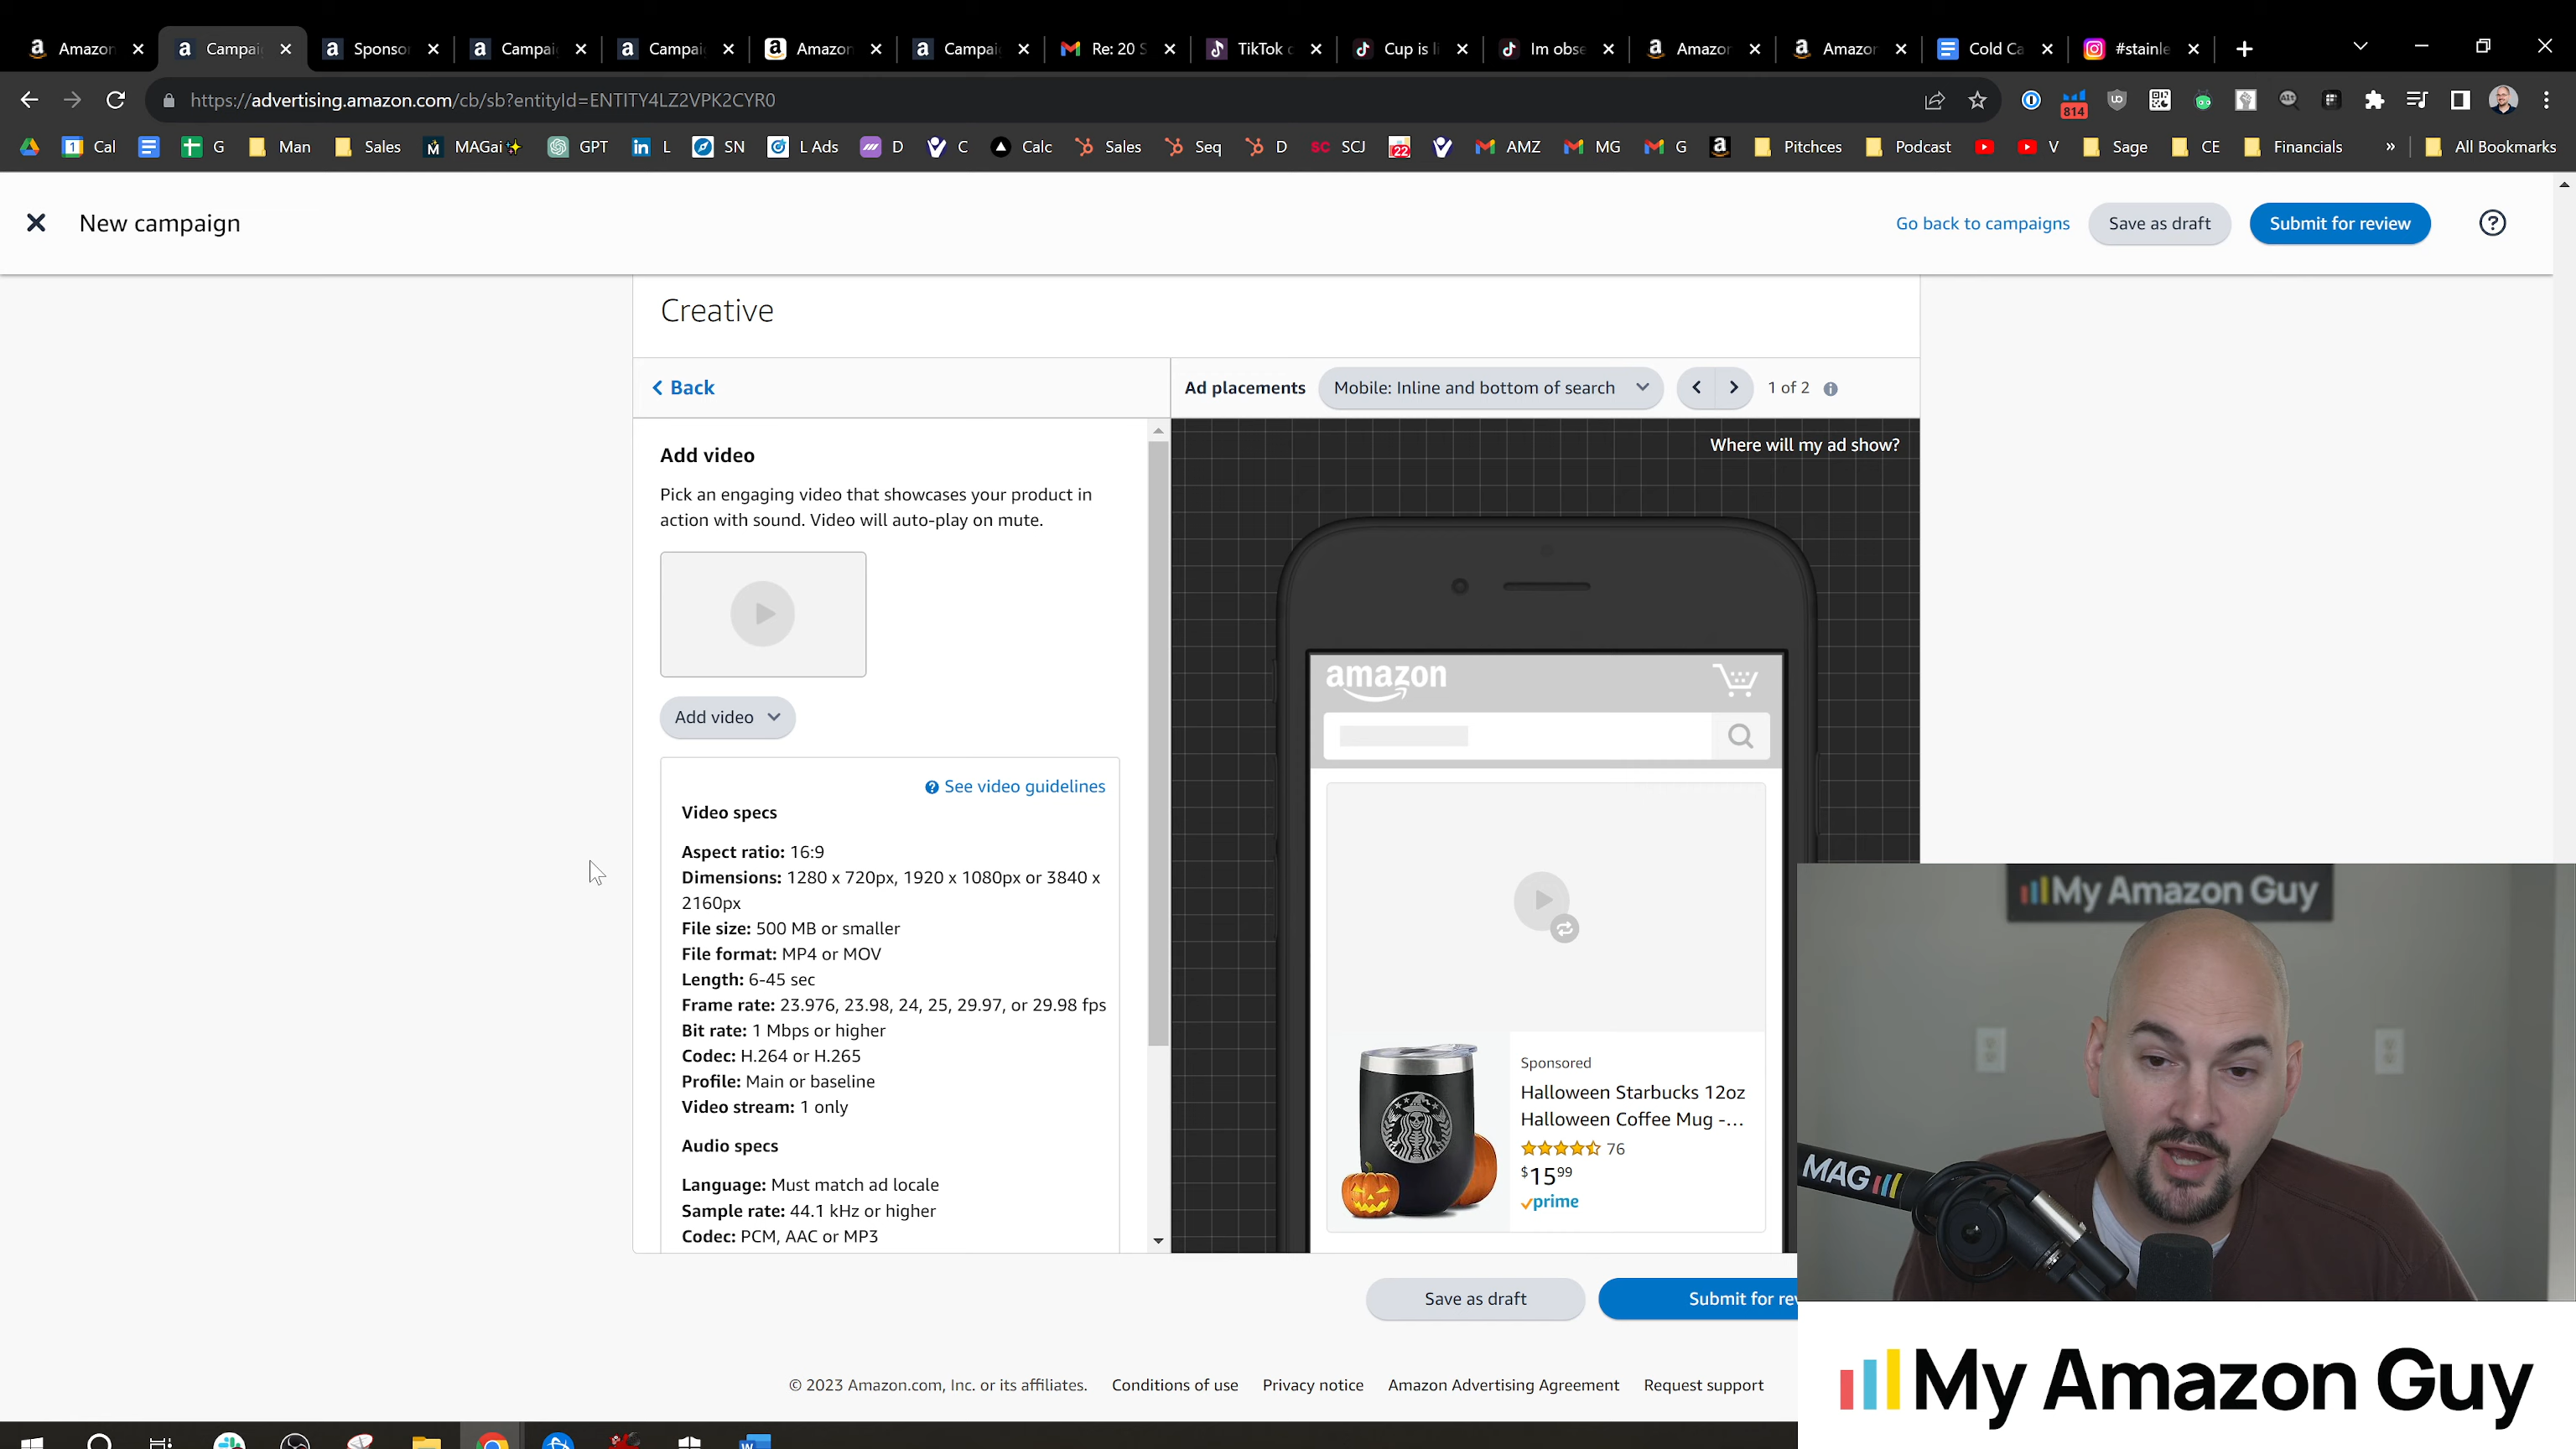 Amazon
Campai
Sponso
Campai
Campai
Amazon
Campai
Re: 20 S
TikTok c
Cup is li
Im obse
Amazor
Amazor
Cold Ca
#stainle
https://advertising.amazon.com/cb/sb?entityId=ENTITY4LZ2VPK2CYR0
814
Cal
G
Man
Sales
MAGai
GPT
L
SN
L Ads
D
C
Calc
Sales
Seq
D
SCJ
AMZ
MG
G
Pitchces
Podcast
V
Sage
CE
Financials
»
All Bookmarks
New campaign
Go back to campaigns
Save as draft
Submit for review
Creative
Back
Ad placements
Mobile: Inline and bottom of search
1 of 2
Where will my ad show?
Add video
Pick an engaging video that showcases your product in
action with sound. Video will auto-play on mute.
Add video
See video guidelines
Video specs
Aspect ratio: 16:9
Dimensions: 1280 x 720px, 1920 x 1080px or 3840 x
2160px
File size: 500 MB or smaller
File format: MP4 or MOV
Length: 6-45 sec
Frame rate: 23.976, 23.98, 24, 25, 29.97, or 29.98 fps
Bit rate: 1 Mbps or higher
Codec: H.264 or H.265
Profile: Main or baseline
Video stream: 1 only
Audio specs
Language: Must match ad locale
Sample rate: 44.1 kHz or higher
Codec: PCM, AAC or MP3
amazon
Sponsored
Halloween Starbucks 12oz
Halloween Coffee Mug -...
76
$15 99
prime
My Amazon Guy
MAG
Save as draft
Submit for rev
© 2023 Amazon.com, Inc. or its affiliates.
Conditions of use
Privacy notice
Amazon Advertising Agreement
Request support
My Amazon Guy